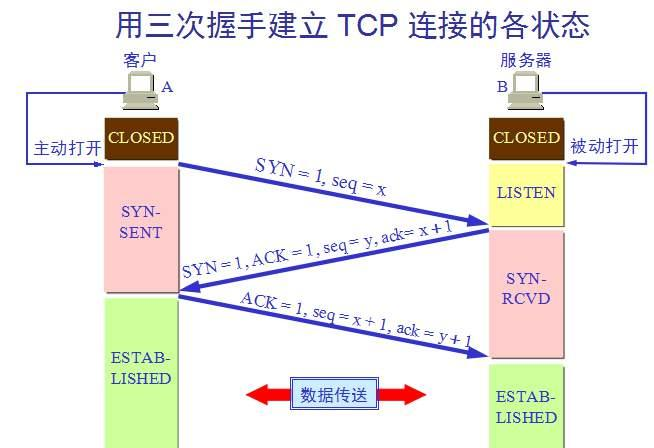 用三次握手建立 TCP 连接的各状态
客户
服务器
A
B
主动打开
CLOSED
CLOSED
被动打开
SYN = 1, seq = x
LISTEN
SYN-
SENT
SYN = 1, ACK = 1, seq = y, ack= x + 1
SYN-
RCVD
ACK = 1, seq = x + 1, ack = y + 1
ESTAB-
LISHED
数据传送
ESTAB-
LISHED